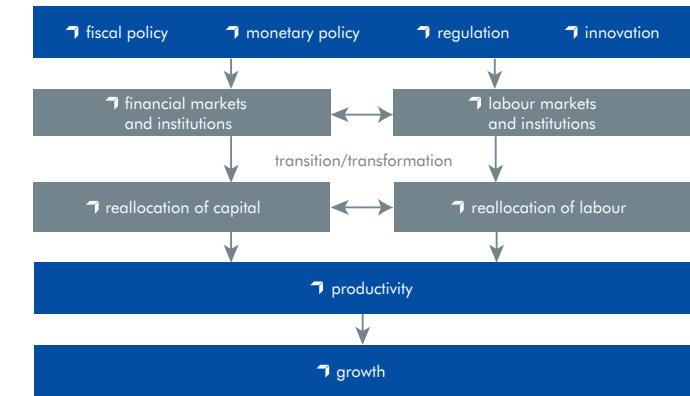 fiscal policy monetary policy regulation innovation
financial markets
and institutions
labour markets
and institutions
transition/transformation
reallocation of capital
reallocation of labour
productivity
growth